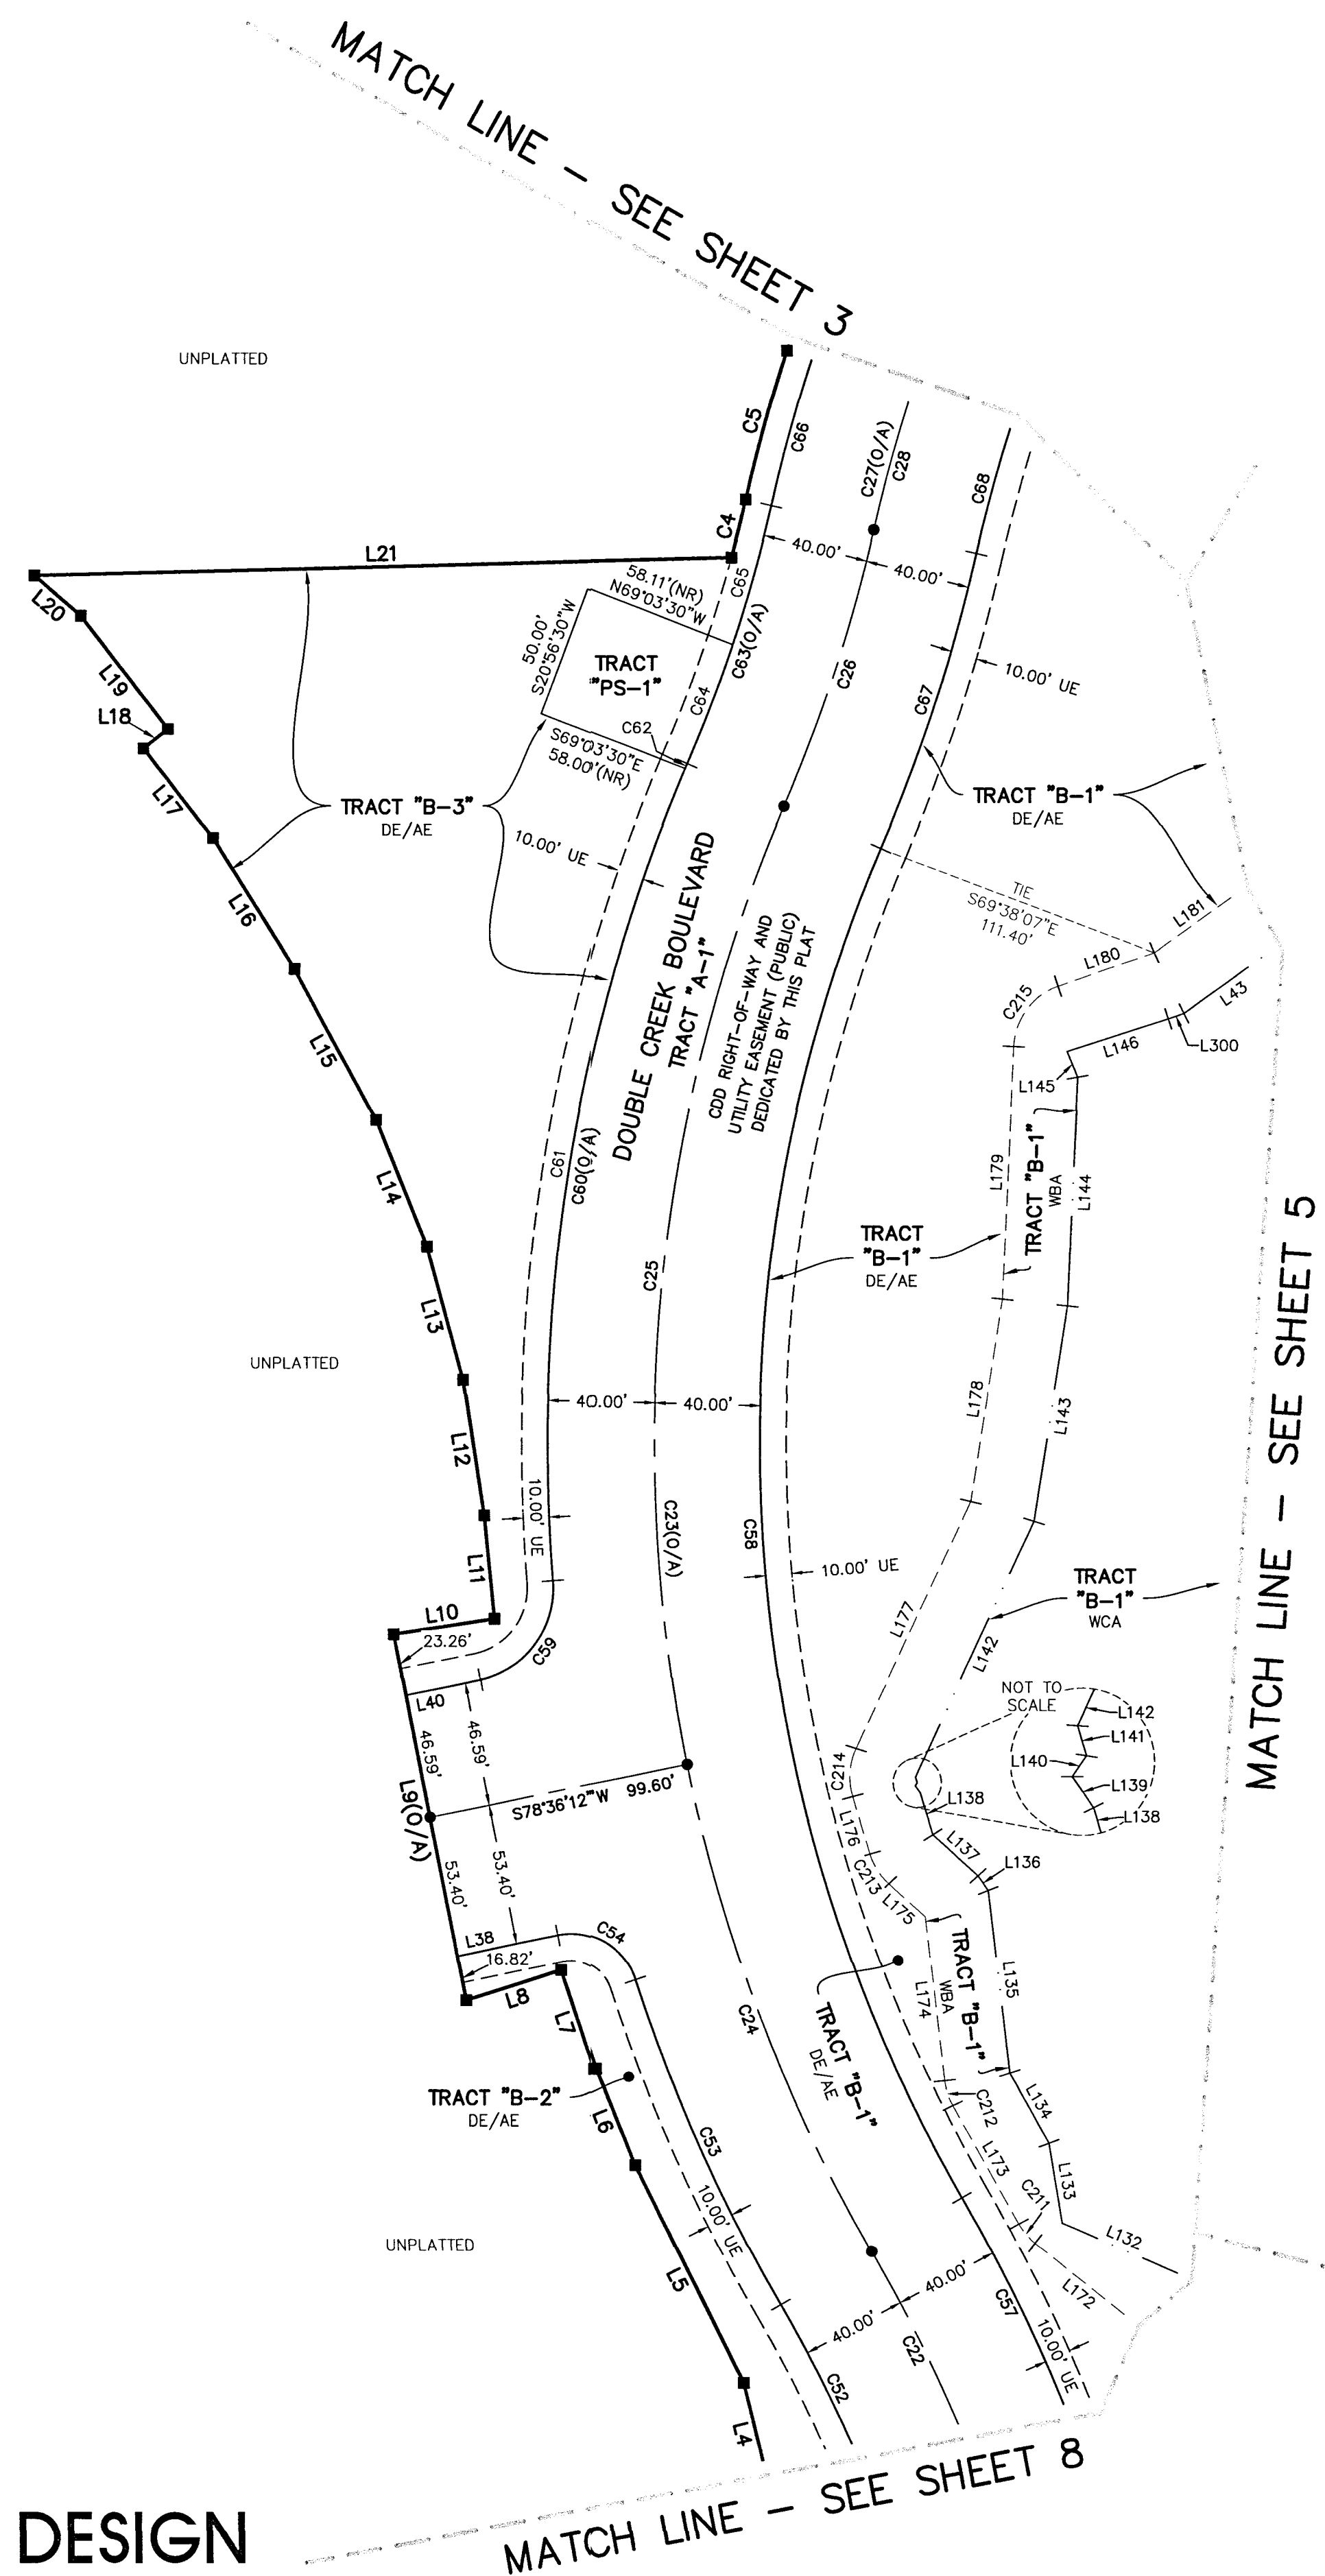 MATCH LINE - SEE SHEET 3
UNPLATTED
C5
C66
C27(O/A)
C28
C68
C4
40.00'
40.00'
L21
C65
58.11'(NR)
N69°03'30"W
L20
50.00'
S20°56'30"W
TRACT
"PS-1"
C63(O/A)
L19
C26
10.00' UE
L18
C64
C67
C62
S69°03'30"E
58.00'(NR)
L17
TRACT "B-3"
DE/AE
TRACT "B-1"
DE/AE
10.00' UE
L16
DOUBLE CREEK BOULEVARD
TRACT "A-1"
CDD RIGHT-OF-WAY AND
UTILITY EASEMENT (PUBLIC)
DEDICATED BY THIS PLAT
TIE
S69°38'07"E
111.40'
L181
L180
C215
L43
L15
L146
L300
L145
C61
C60(O/A)
L179
TRACT "B-1"
WBA
L144
L14
TRACT
"B-1"
DE/AE
C25
L13
MATCH LINE - SEE SHEET 5
UNPLATTED
40.00'
40.00'
L178
L143
L12
10.00' UE
C23(O/A)
C58
10.00' UE
L11
TRACT
"B-1"
WCA
L10
L177
23.26'
C59
L142
L40
NOT TO
SCALE
L142
L141
L140
L139
L138
46.59'
46.59'
C214
L138
S78°36'12"W 99.60'
L9(O/A)
L176
L137
L136
53.40'
53.40'
C213
L175
L38
C54
16.82'
TRACT "B-1"
WBA
L174
L135
L8
L7
C24
TRACT "B-1"
DE/AE
TRACT "B-2"
DE/AE
C212
L134
L6
C53
L173
L133
C211
10.00' UE
UNPLATTED
L132
L5
40.00'
L172
40.00'
C57
C22
10.00' UE
C52
L4
MATCH LINE - SEE SHEET 8
DESIGN